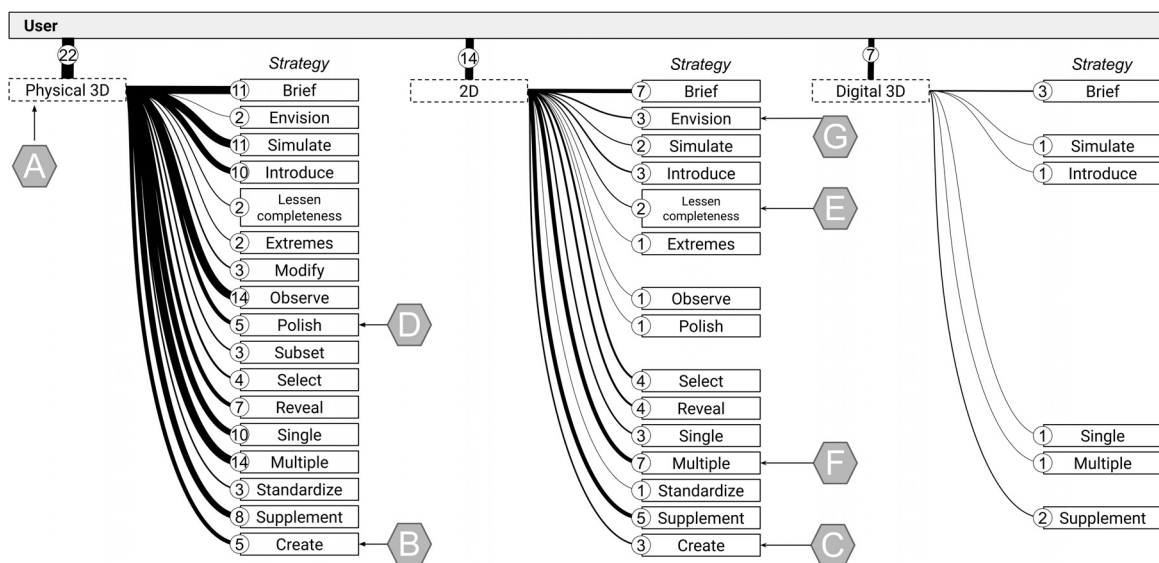 User
22
14
7
Strategy
Strategy
Strategy
Physical 3D
11 Brief
2 Envision
11 Simulate
10 Introduce
2 Lessen
completeness
2 Extremes
3 Modify
14 Observe
5 Polish
3 Subset
4 Select
7 Reveal
10 Single
14 Multiple
3 Standardize
8 Supplement
5 Create
A
D
B
2D
7 Brief
3 Envision
2 Simulate
3 Introduce
2 Lessen
completeness
1 Extremes
1 Observe
1 Polish
4 Select
4 Reveal
3 Single
7 Multiple
1 Standardize
5 Supplement
3 Create
G
E
F
C
Digital 3D
3 Brief
1 Simulate
1 Introduce
1 Single
1 Multiple
2 Supplement